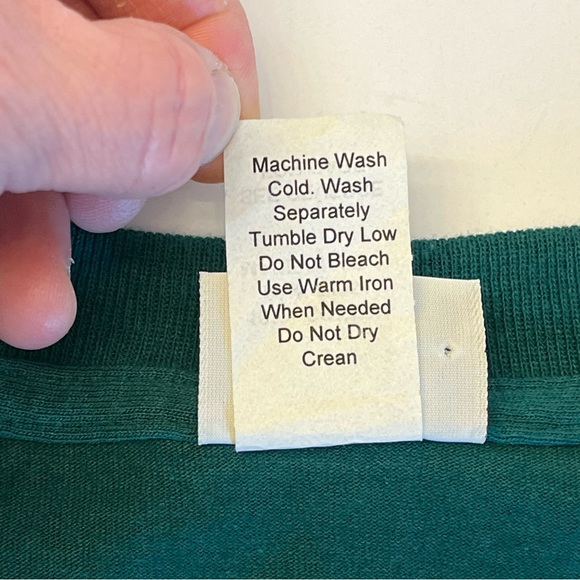 Machine Wash
Cold. Wash
Separately
Tumble Dry Low
Do Not Bleach
Use Warm Iron
When Needed
Do Not Dry
Crean